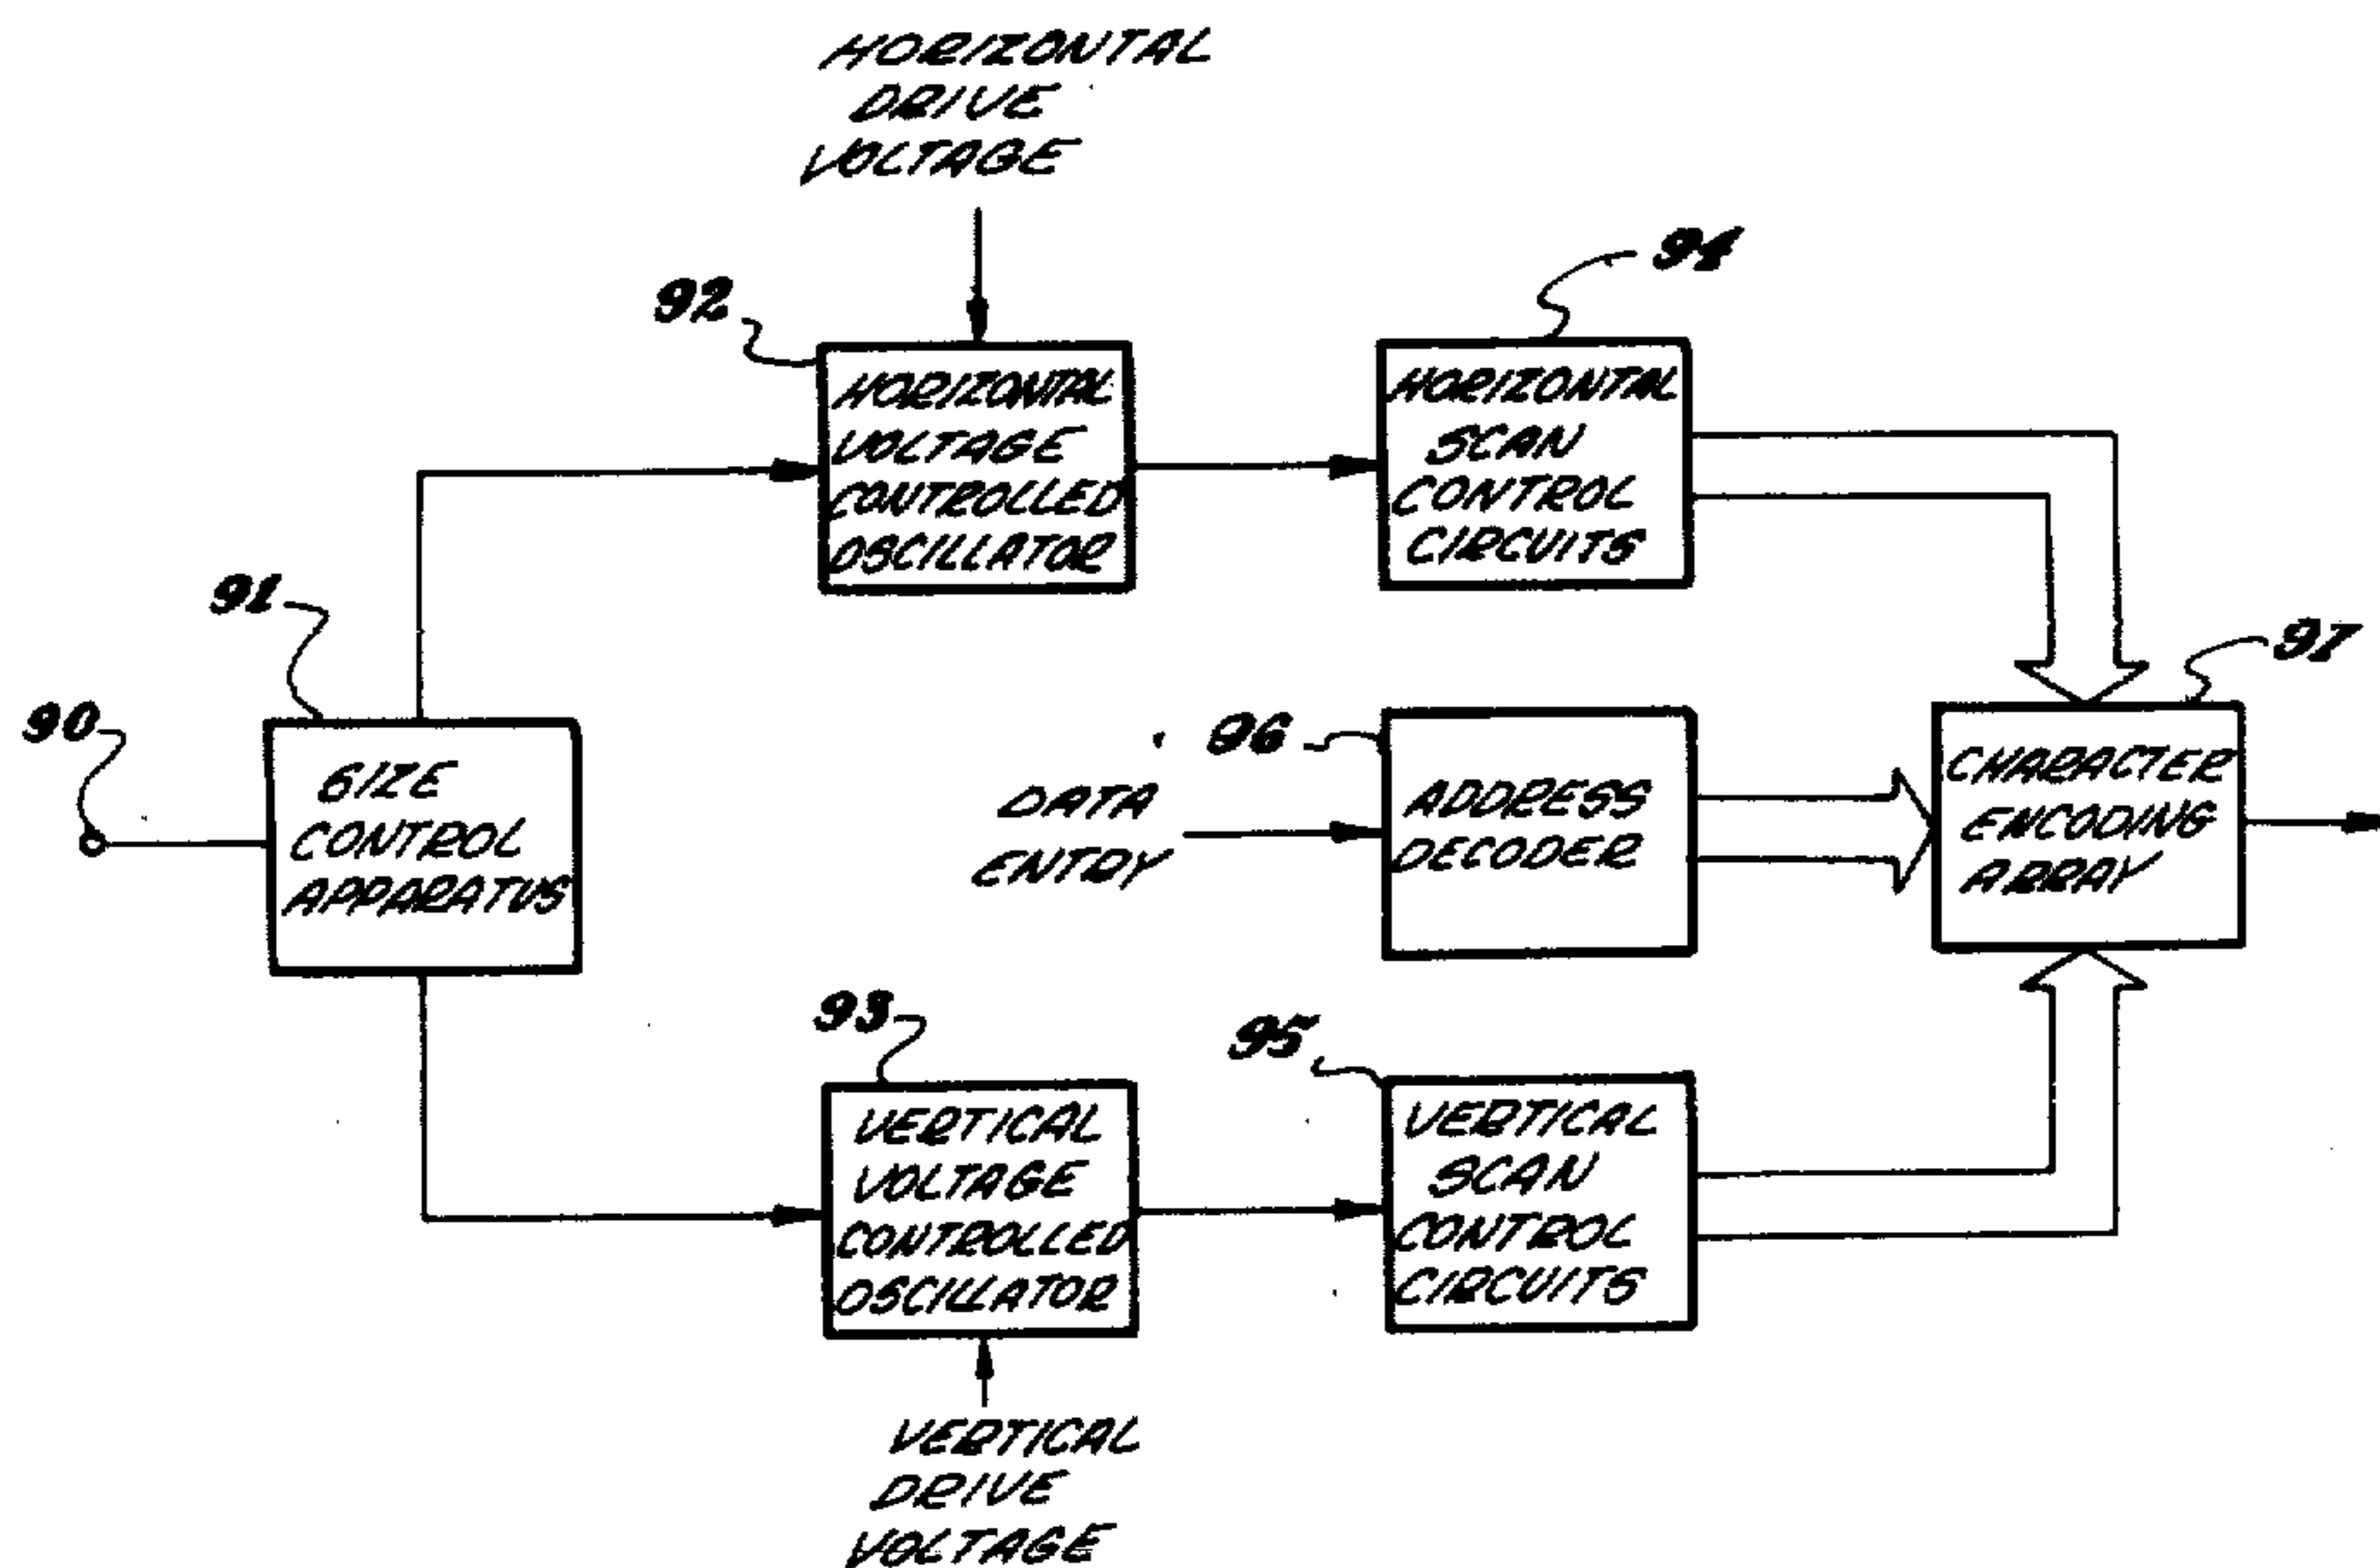 HORIZONTAL
DRIVE
VOLTAGE
92
94
HORIZONTAL
VOLTAGE
CONTROLLED
OSCILLATOR
HORIZONTAL
SCAN
CONTROL
CIRCUITS
91
97
90
96
SIZE
CONTROL
APPARATUS
DATA
ENTRY
ADDRESS
DECODER
CHARACTER
ENCODING
ARRAY
93
95
VERTICAL
VOLTAGE
CONTROLLED
OSCILLATOR
VERTICAL
SCAN
CONTROL
CIRCUITS
VERTICAL
DRIVE
VOLTAGE